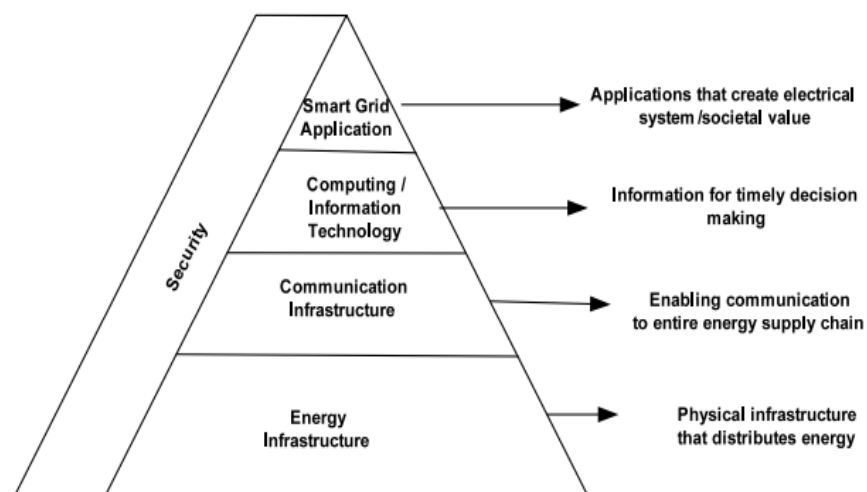 Smart Grid
Application
Applications that create electrical
system/societal value
Computing /
Information
Technology
Information for timely decision
making
Security
Communication
Infrastructure
Enabling communication
to entire energy supply chain
Energy
Infrastructure
Physical infrastructure
that distributes energy